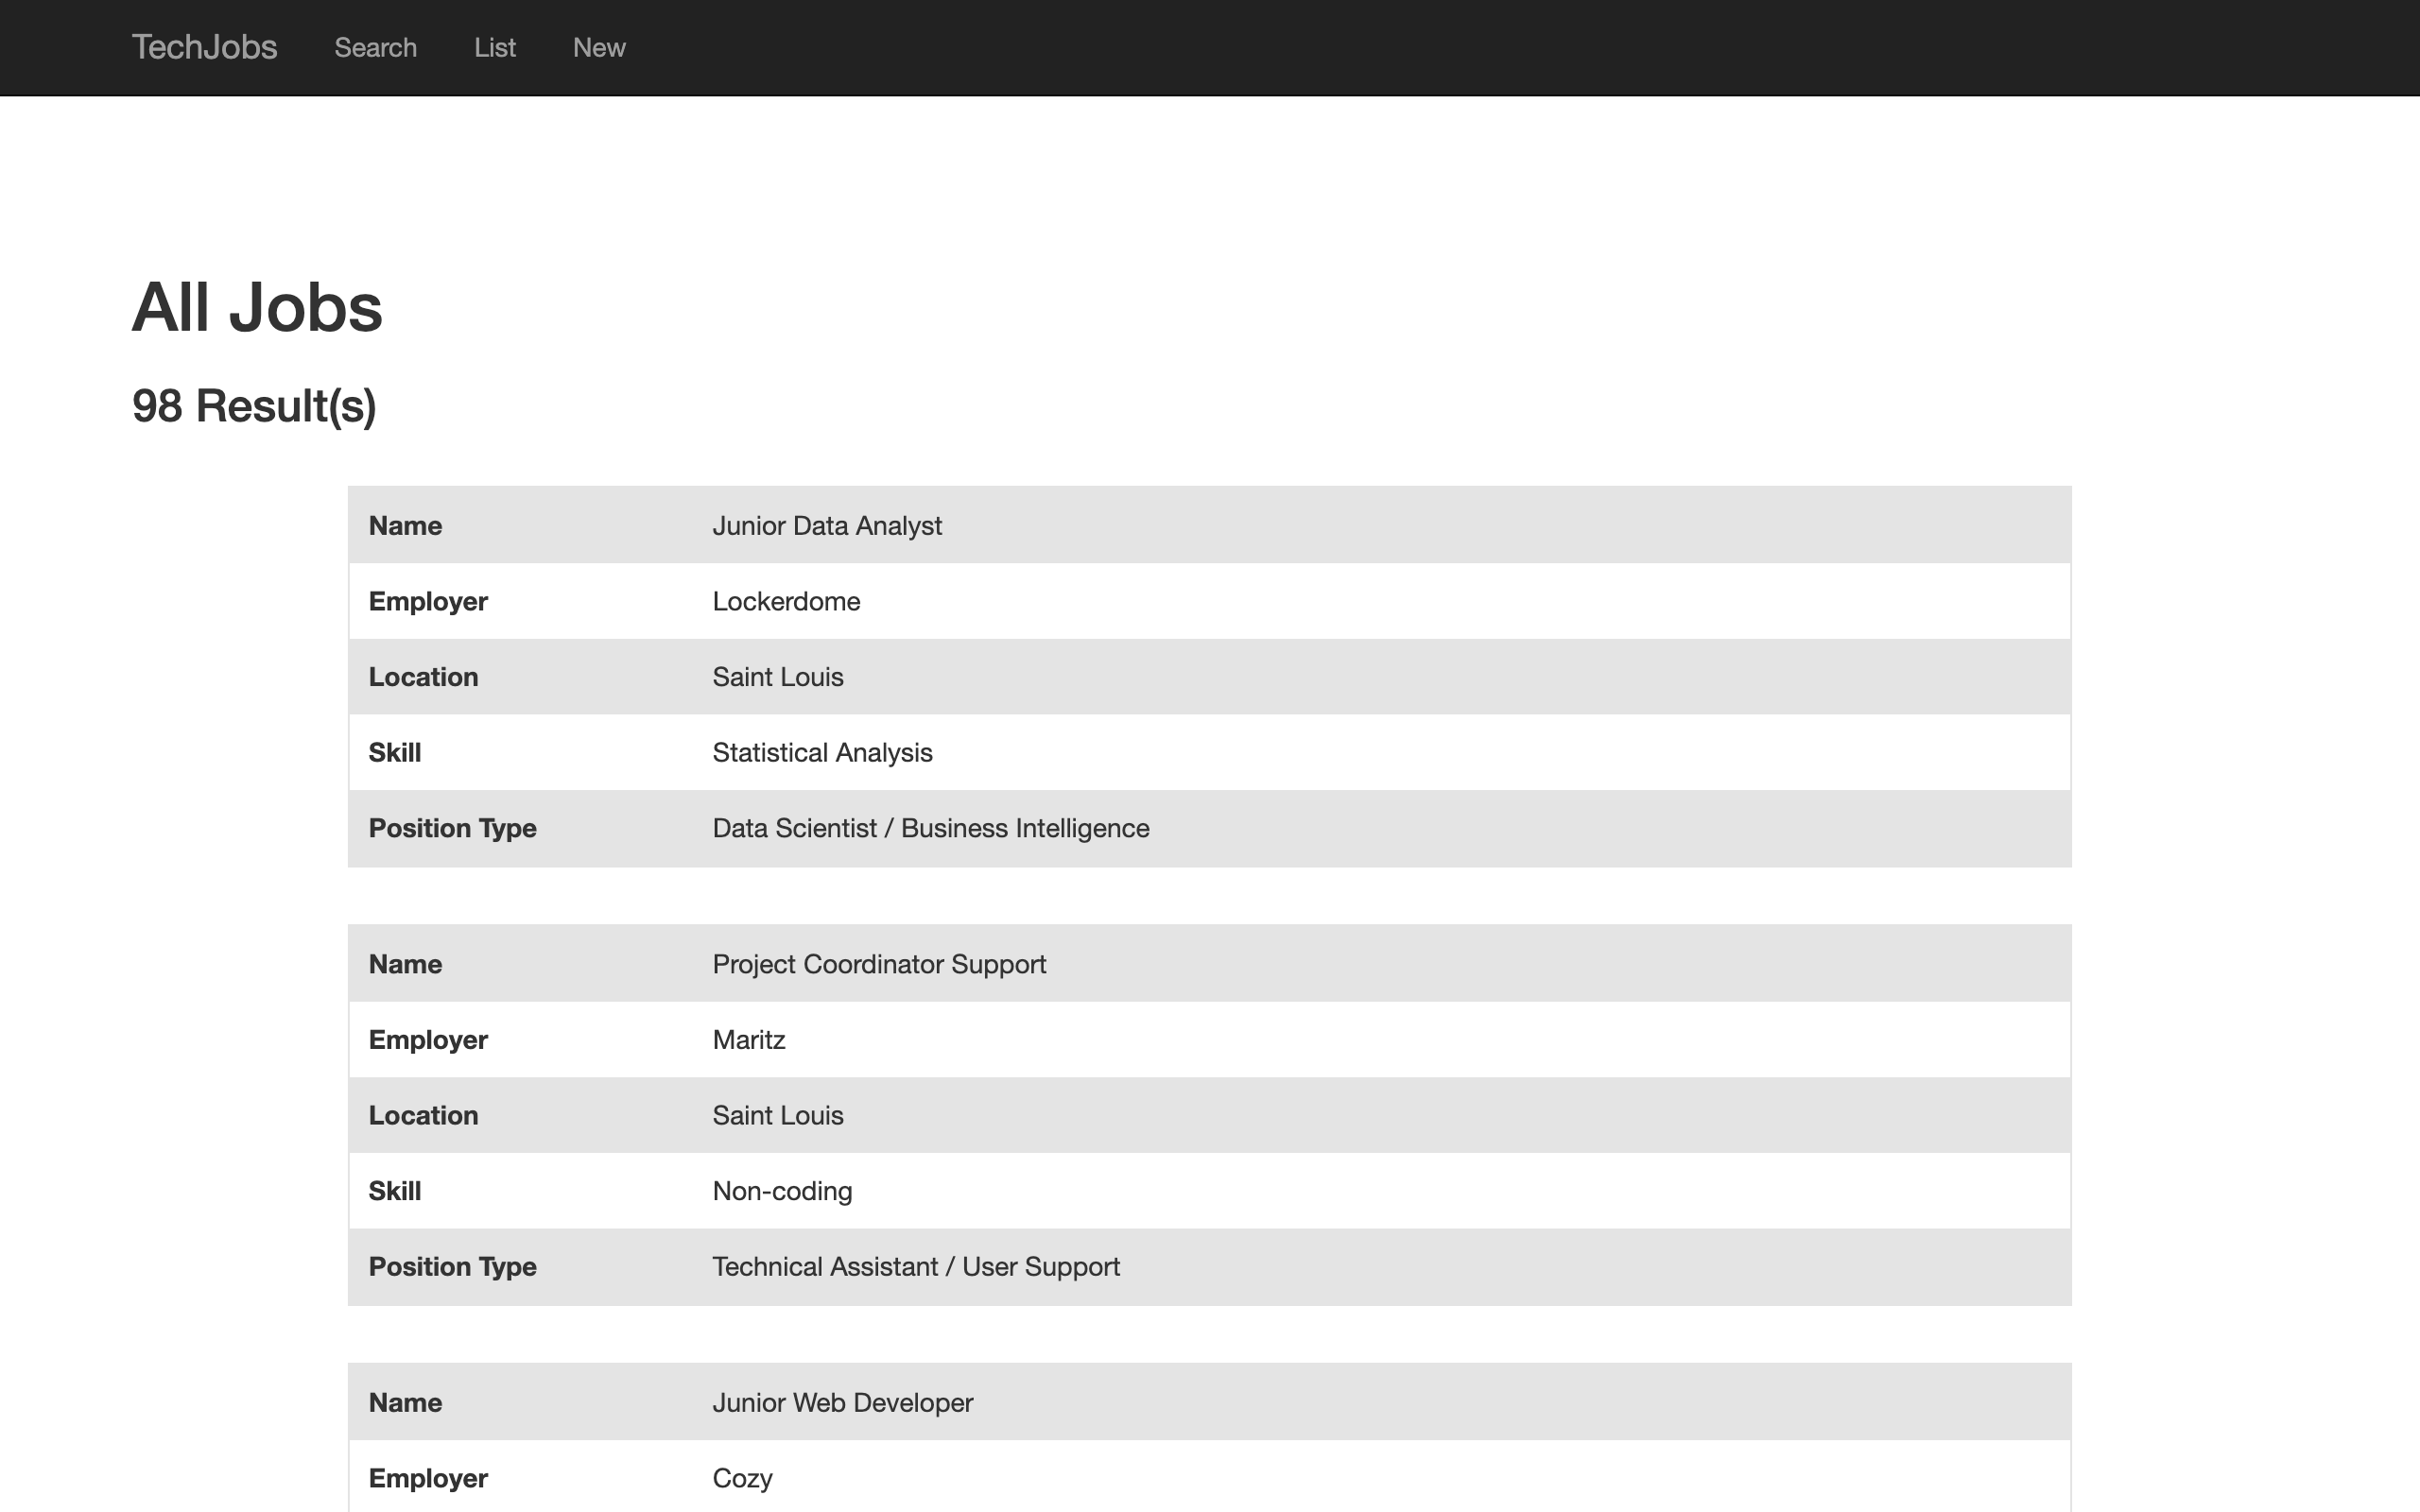 TechJobs Search List New
All Jobs
98 Result(s)
Name Junior Data Analyst
Employer Lockerdome
Location Saint Louis
Skill Statistical Analysis
Position Type Data Scientist / Business Intelligence
Name Project Coordinator Support
Employer Maritz
Location Saint Louis
Skill Non-coding
Position Type Technical Assistant / User Support
Name Junior Web Developer
Employer Cozy